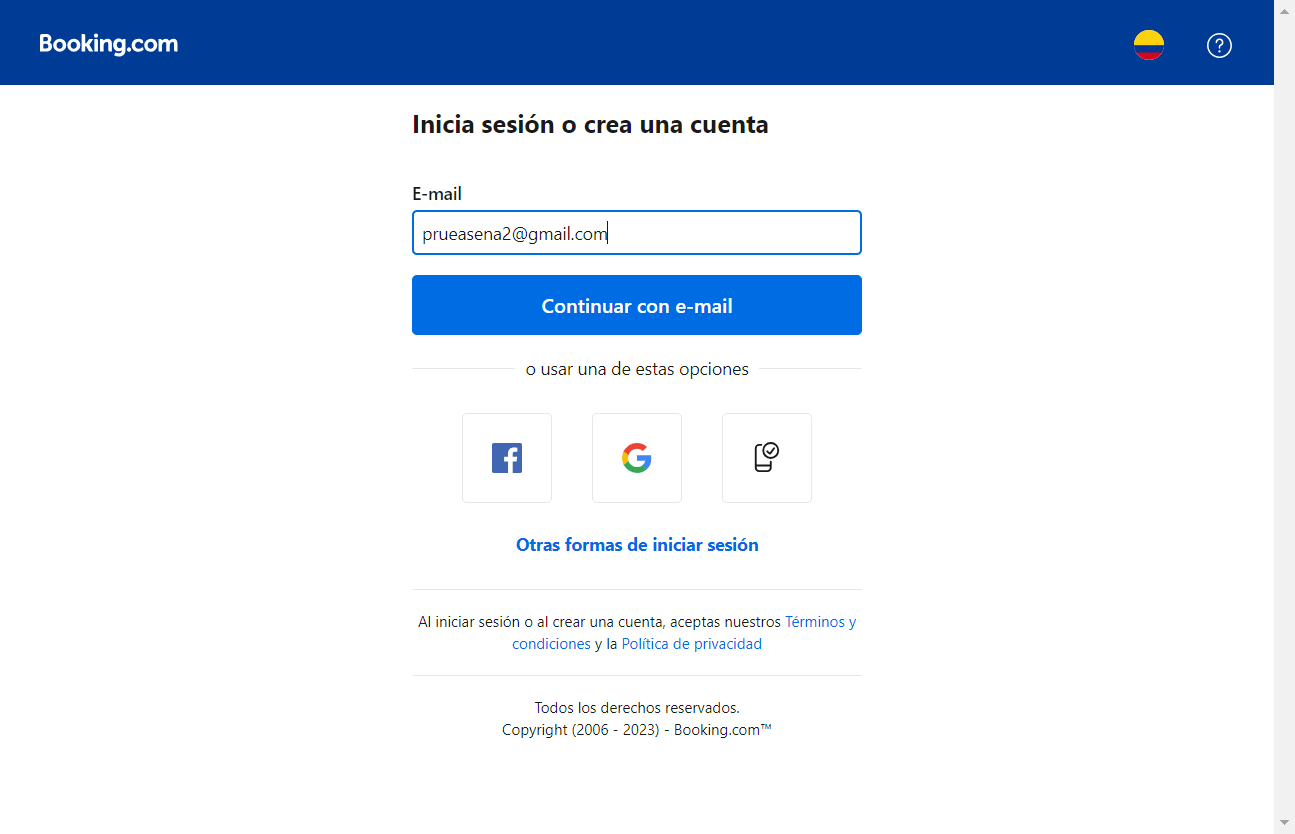 Booking.com
Inicia sesión o crea una cuenta
E-mail
prueasena2@gmail.com
Continuar con e-mail
o usar una de estas opciones
Otras formas de iniciar sesión
Al iniciar sesión o al crear una cuenta, aceptas nuestros Términos y
condiciones y la Política de privacidad
Todos los derechos reservados.
Copyright (2006 - 2023) - Booking.com™